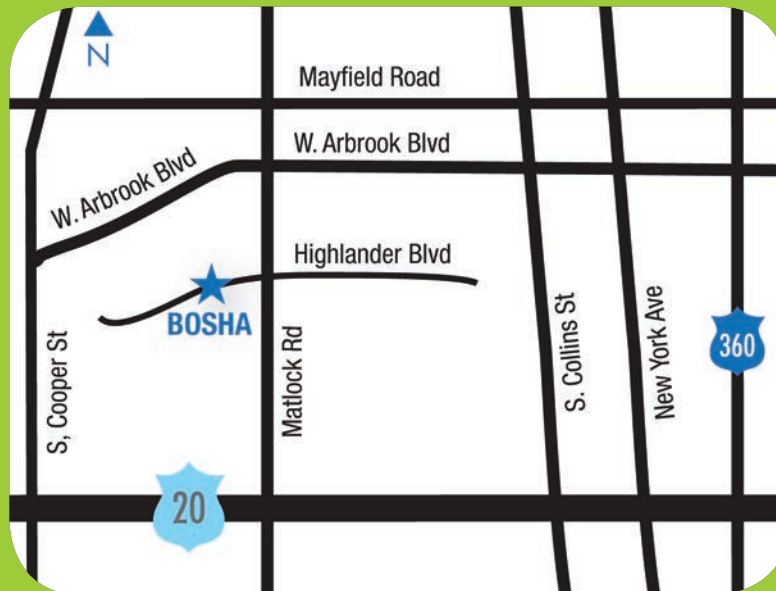 N
Mayfield Road
W. Arbrook Blvd
W. Arbrook Blvd
Highlander Blvd
BOSHA
S, Cooper St
Matlock Rd
S. Collins St
New York Ave
360
20